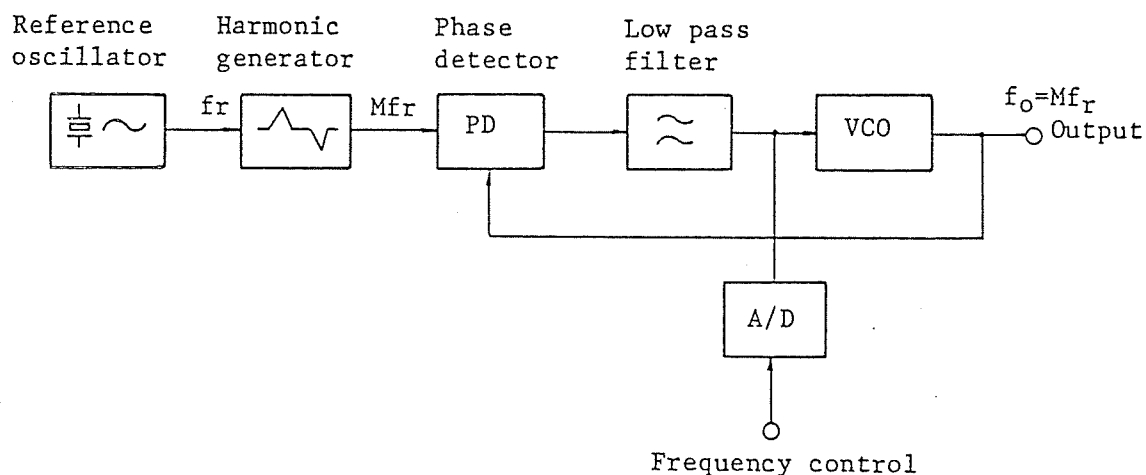 Reference
oscillator
Harmonic
generator
Phase
detector
Low pass
filter
fr
Mfr
PD
VCO
fo=Mfr
Output
A/D
Frequency control